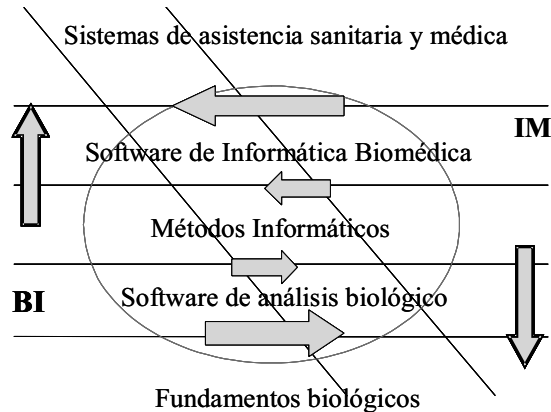 Sistemas de asistencia sanitaria y médica
IM
Software de Informática Biomédica
Métodos Informáticos
Software de análisis biológico
BI
Fundamentos biológicos